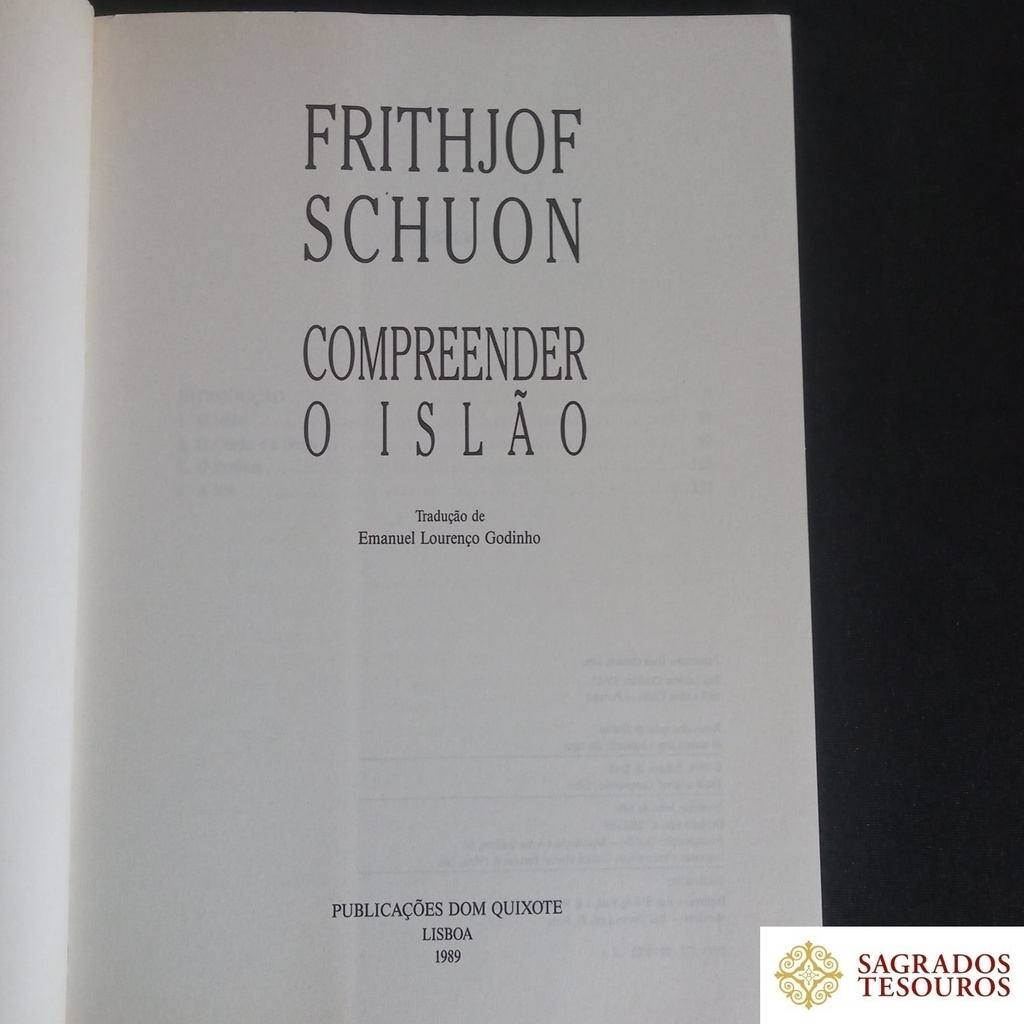 FRITHJOF
SCHUON
COMPREENDER
O ISLÃO
Tradução de
Emanuel Lourenço Godinho
PUBLICAÇÕES DOM QUIXOTE
LISBOA
1989
SAGRADOS
TESOUROS